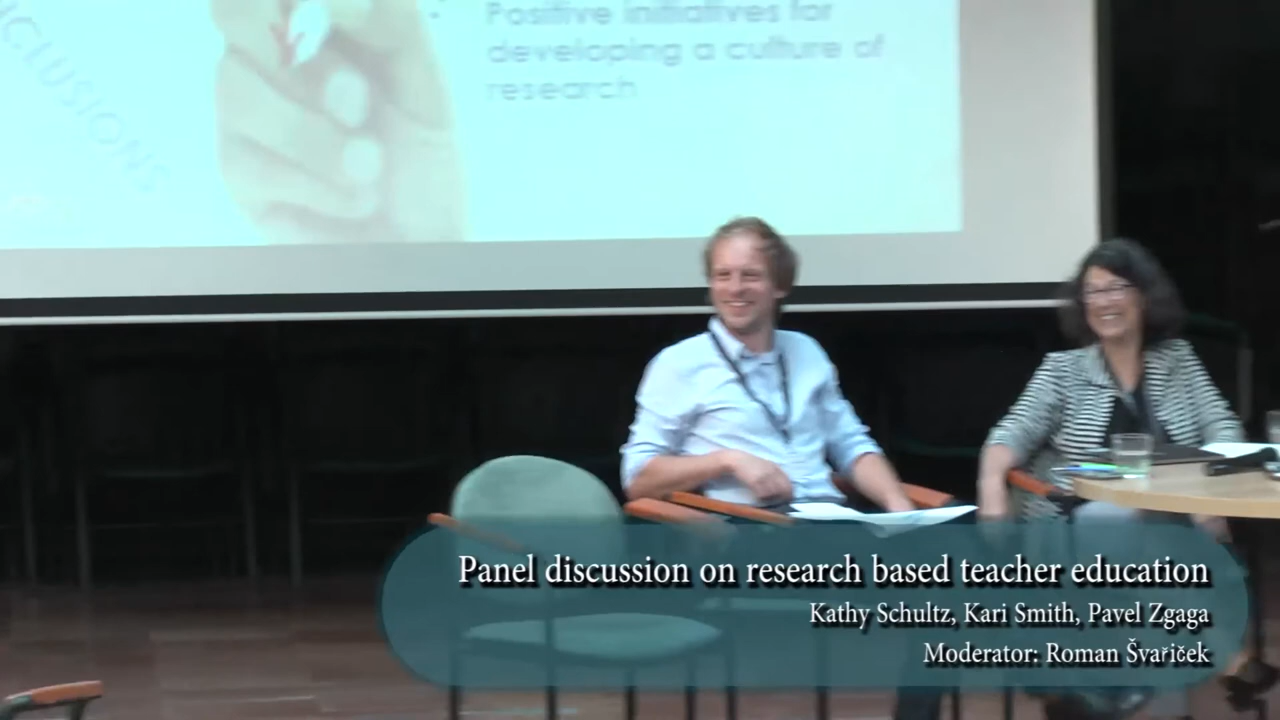 CLUSIONS
Positive initiatives for
developing a culture of
research
Panel discussion on research based teacher education
Kathy Schultz, Kari Smith, Pavel Zgaga
Moderator: Roman Švaříček